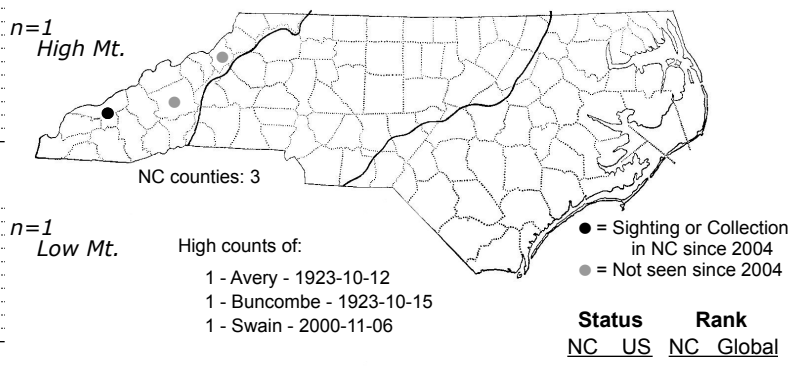 n=1
High Mt.
NC counties: 3
n=1
Low Mt.
High counts of:
1 - Avery - 1923-10-12
1 - Buncombe - 1923-10-15
1 - Swain - 2000-11-06
● = Sighting or Collection
in NC since 2004
● = Not seen since 2004
Status Rank
NC US NC Global